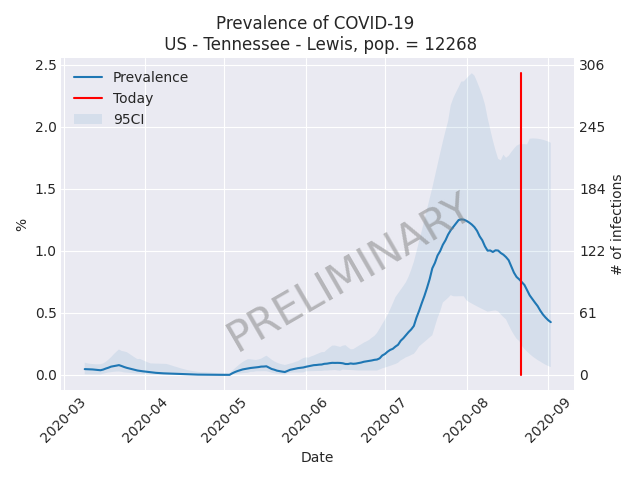 Prevalence of COVID-19
US - Tennessee - Lewis, pop. = 12268
2.5
2.0
1.5
1.0
0.5
0.0
%
Prevalence
Today
95CI
PRELIMINARY
306
245
184
122
61
0
# of infections
2020-03
2020-04
2020-05
2020-06
2020-07
2020-08
2020-09
Date